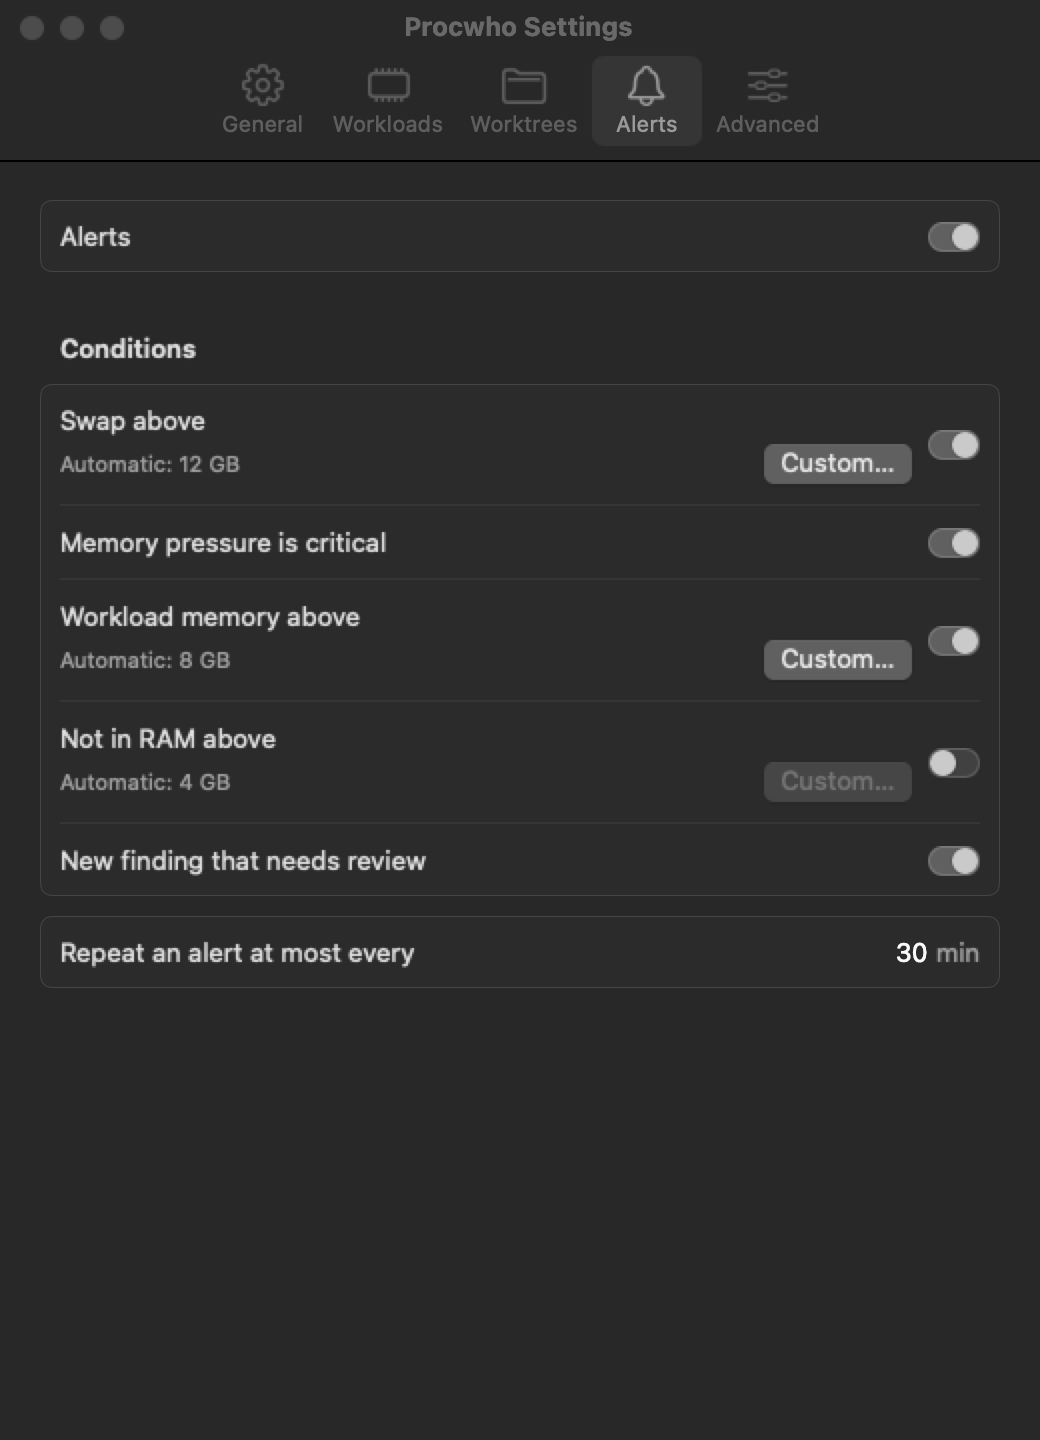 Procwho Settings
General Workloads Worktrees Alerts Advanced
Alerts
Conditions
Swap above
Automatic: 12 GB
Custom...
Memory pressure is critical
Workload memory above
Automatic: 8 GB
Custom...
Not in RAM above
Automatic: 4 GB
Custom...
New finding that needs review
Repeat an alert at most every 30 min